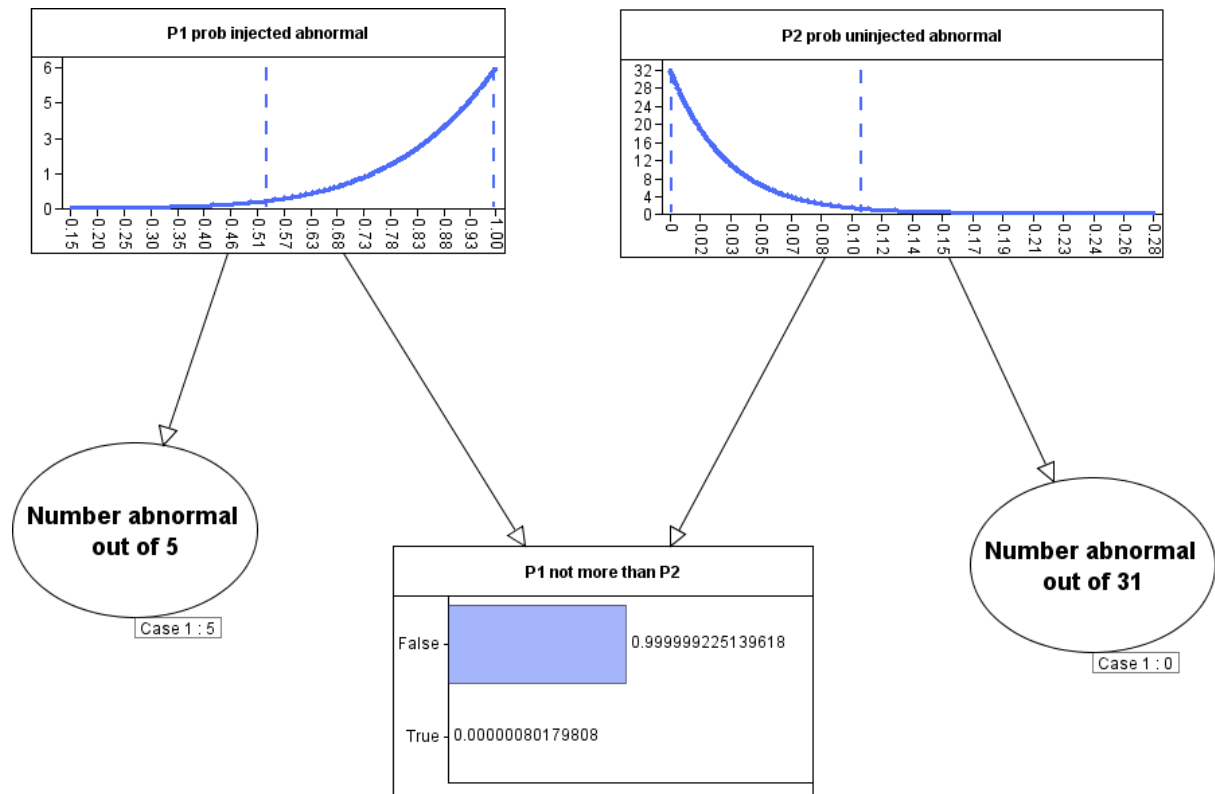 P1 prob injected abnormal
6
5
3
1
0
0.15 0.20 0.25 0.30 0.35 0.40 0.46 0.51 0.57 0.63 0.68 0.73 0.78 0.83 0.88 0.93 1.00
P2 prob uninjected abnormal
32
28
24
20
16
12
8
4
0
0 0.02 0.03 0.05 0.07 0.08 0.10 0.12 0.13 0.15 0.16 0.18 0.19 0.21 0.23 0.24 0.26 0.28
Number abnormal
out of 5
Case 1 : 5
P1 not more than P2
False
0.999999225139618
True
0.00000080179808
Number abnormal
out of 31
Case 1 : 0